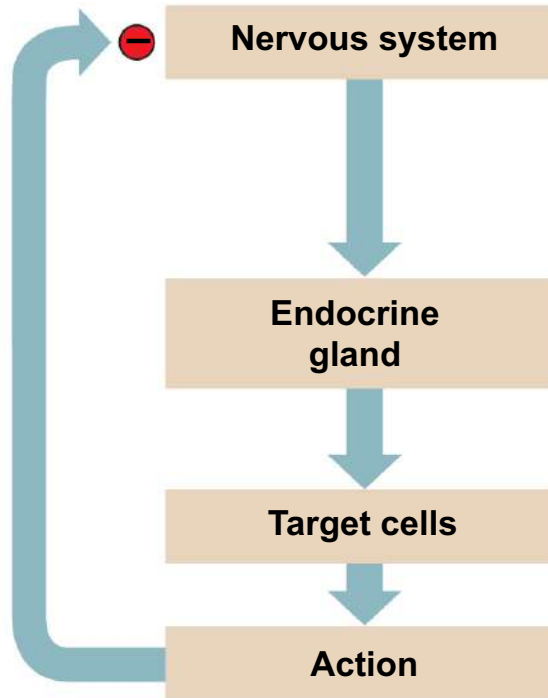 Nervous system
Endocrine
gland
Target cells
Action